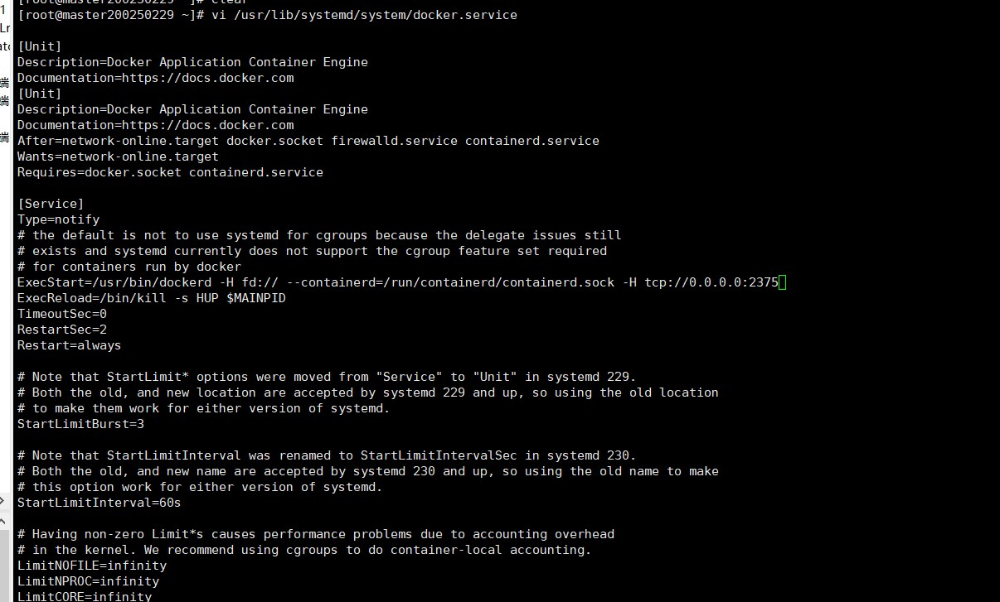 1
[root@master200250229 ~]# clear
[root@master200250229 ~]# vi /usr/lib/systemd/system/docker.service
[Unit]
Description=Docker Application Container Engine
Documentation=https://docs.docker.com
[Unit]
Description=Docker Application Container Engine
Documentation=https://docs.docker.com
After=network-online.target docker.socket firewalld.service containerd.service
Wants=network-online.target
Requires=docker.socket containerd.service
[Service]
Type=notify
# the default is not to use systemd for cgroups because the delegate issues still
# exists and systemd currently does not support the cgroup feature set required
# for containers run by docker
ExecStart=/usr/bin/dockerd -H fd:// --containerd=/run/containerd/containerd.sock -H tcp://0.0.0.0:2375
ExecReload=/bin/kill -s HUP $MAINPID
TimeoutSec=0
RestartSec=2
Restart=always
# Note that StartLimit* options were moved from "Service" to "Unit" in systemd 229.
# Both the old, and new location are accepted by systemd 229 and up, so using the old location
# to make them work for either version of systemd.
StartLimitBurst=3
# Note that StartLimitInterval was renamed to StartLimitIntervalSec in systemd 230.
# Both the old, and new name are accepted by systemd 230 and up, so using the old name to make
# this option work for either version of systemd.
StartLimitInterval=60s
# Having non-zero Limit*s causes performance problems due to accounting overhead
# in the kernel. We recommend using cgroups to do container-local accounting.
LimitNOFILE=infinity
LimitNPROC=infinity
LimitCORE=infinity
端
端
端